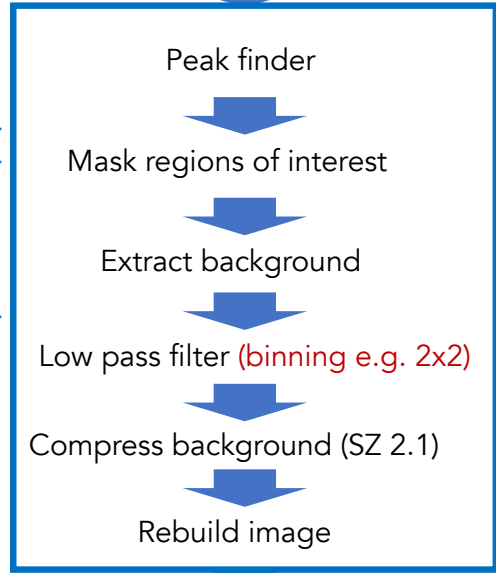 Peak finder
Mask regions of interest
Extract background
Low pass filter (binning e.g. 2x2)
Compress background (SZ 2.1)
Rebuild image